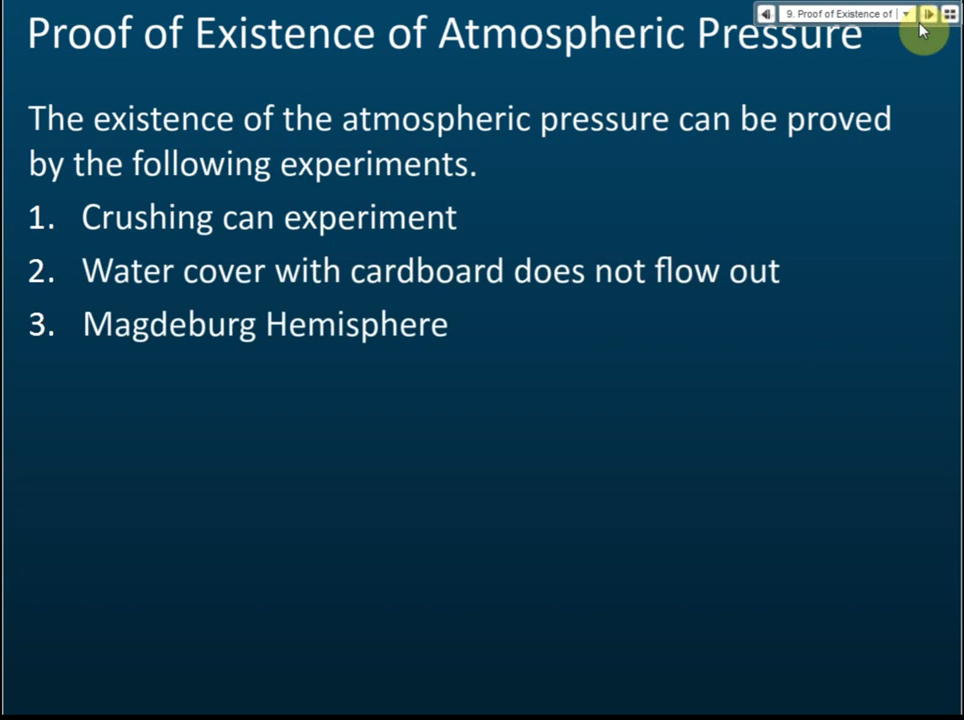 9. Proof of Existence of
Proof of Existence of Atmospheric Pressure
The existence of the atmospheric pressure can be proved
by the following experiments.
1. Crushing can experiment
2. Water cover with cardboard does not flow out
3. Magdeburg Hemisphere